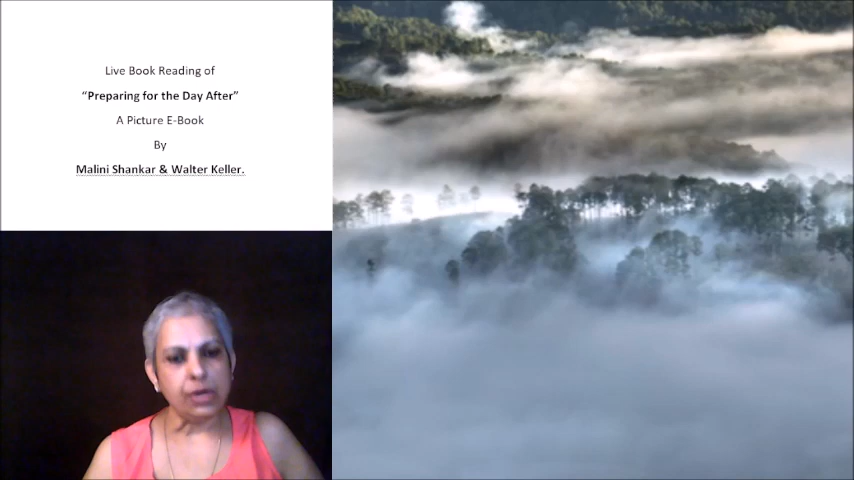 Live Book Reading of
“Preparing for the Day After”
A Picture E-Book
By
Malini Shankar & Walter Keller.